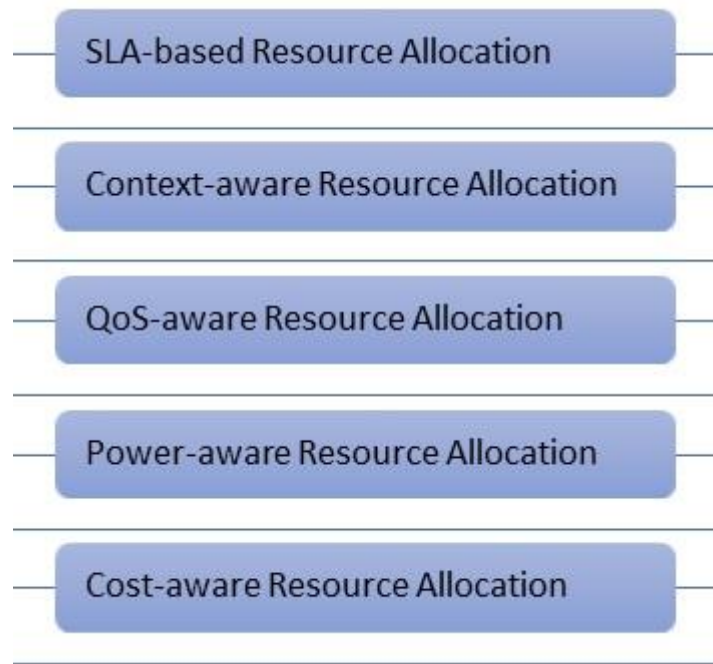 SLA-based Resource Allocation
Context-aware Resource Allocation
QoS-aware Resource Allocation
Power-aware Resource Allocation
Cost-aware Resource Allocation